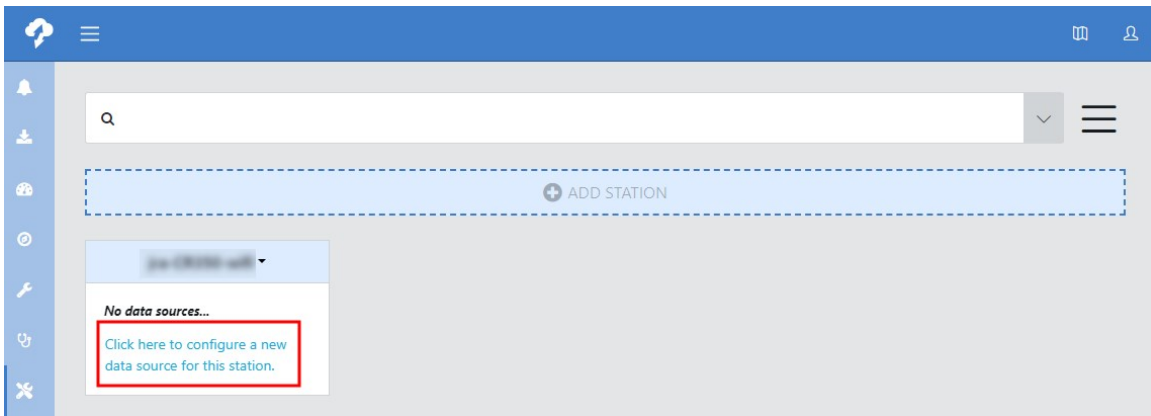 ADD STATION
No data sources...
Click here to configure a new
data source for this station.